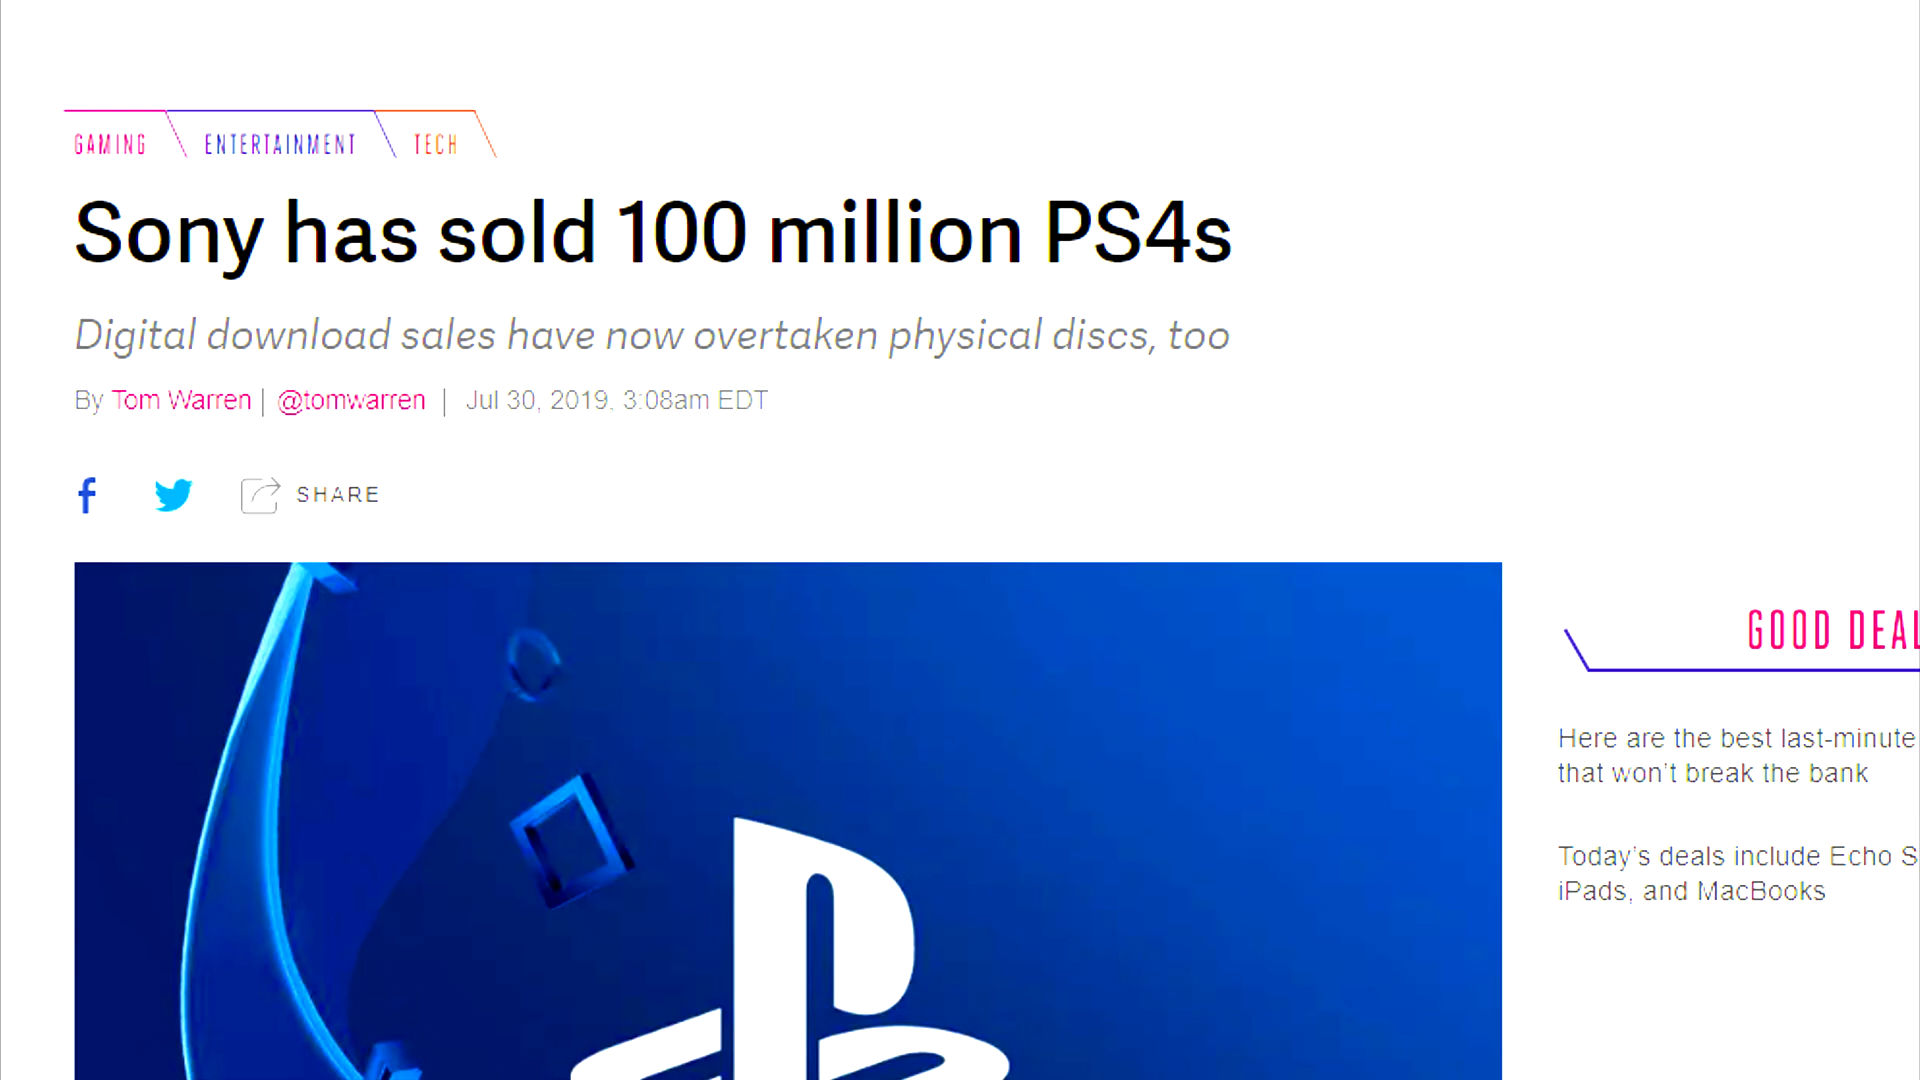 GAMING ENTERTAINMENT TECH
Sony has sold 100 million PS4s
Digital download sales have now overtaken physical discs, too
By Tom Warren | @tomwarren | Jul 30, 2019, 3:08am EDT
SHARE
GOOD DEAL
Here are the best last-minute
that won't break the bank
Today's deals include Echo S
iPads, and MacBooks